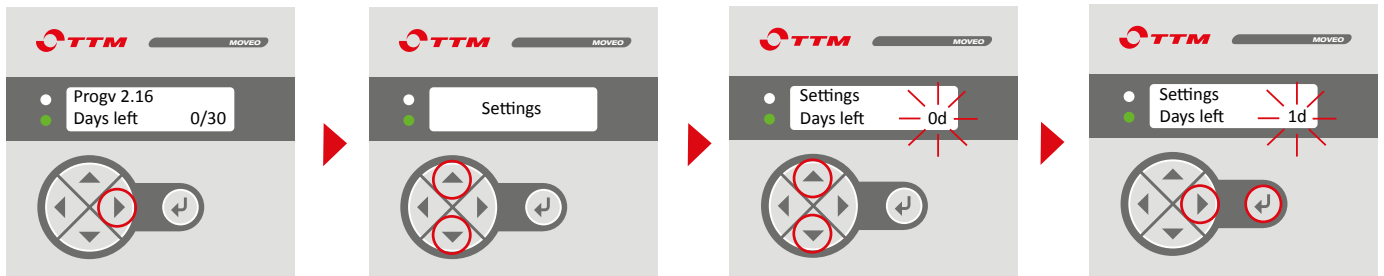 TTM MOVEO
Progv 2.16
Days left 0/30
TTM MOVEO
Settings
TTM MOVEO
Settings
Days left 0d
TTM MOVEO
Settings
Days left 1d